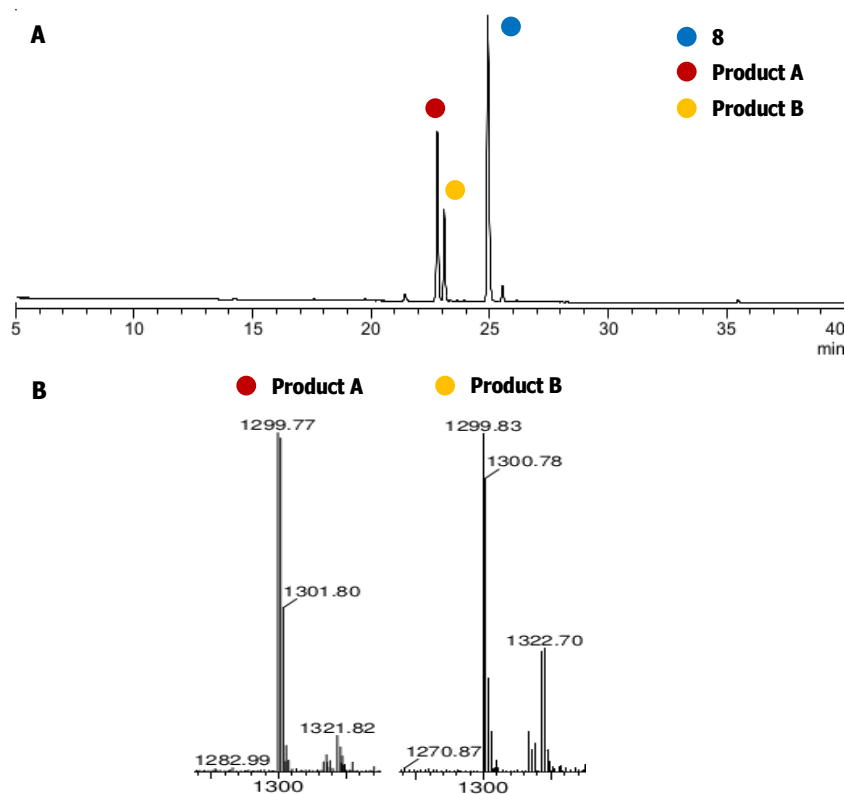 A
8
Product A
Product B
5 10 15 20 25 30 35 40
min
B
Product A Product B
1299.77 1299.83
1300.78
1301.80
1322.70
1321.82
1282.99 1270.87
1300 1300